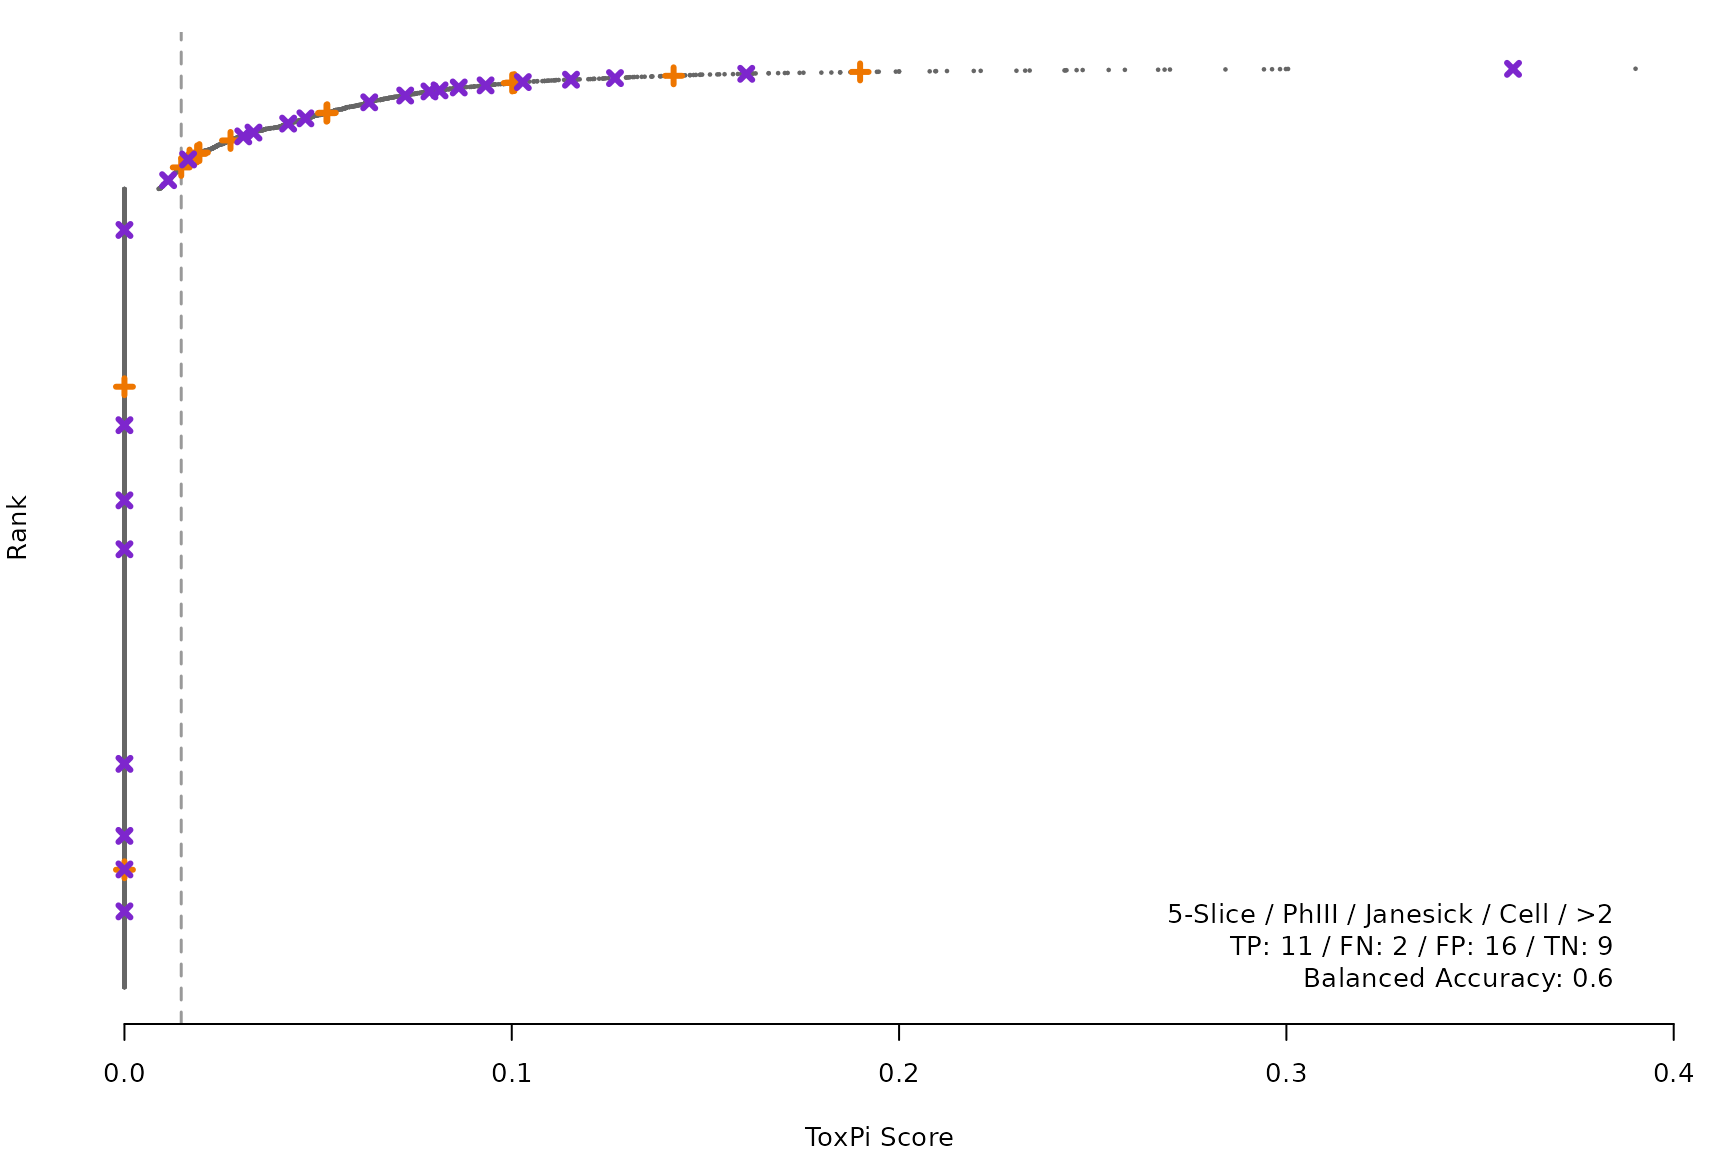 Rank
5-Slice / PhIII / Janesick / Cell / >2
TP: 11 / FN: 2 / FP: 16 / TN: 9
Balanced Accuracy: 0.6
0.0 0.1 0.2 0.3 0.4
ToxPi Score